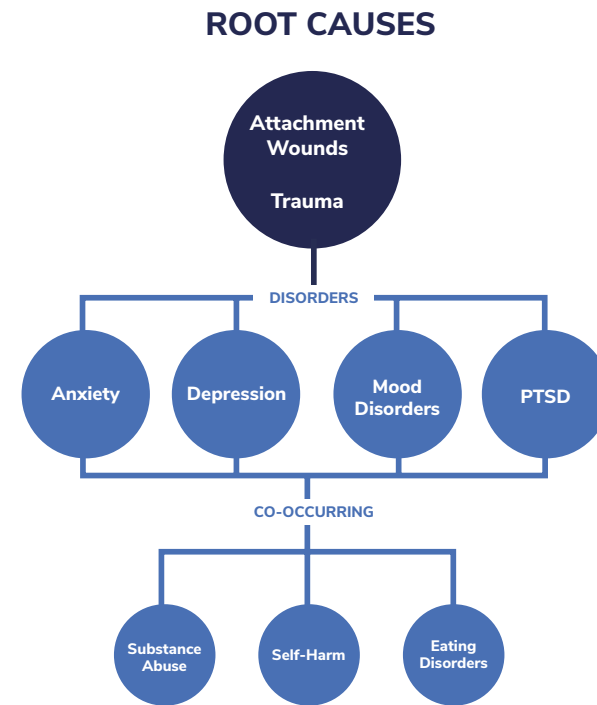 ROOT CAUSES
Attachment
Wounds
Trauma
DISORDERS
Anxiety
Depression
Mood
Disorders
PTSD
CO-OCCURRING
Substance
Abuse
Self-Harm
Eating
Disorders